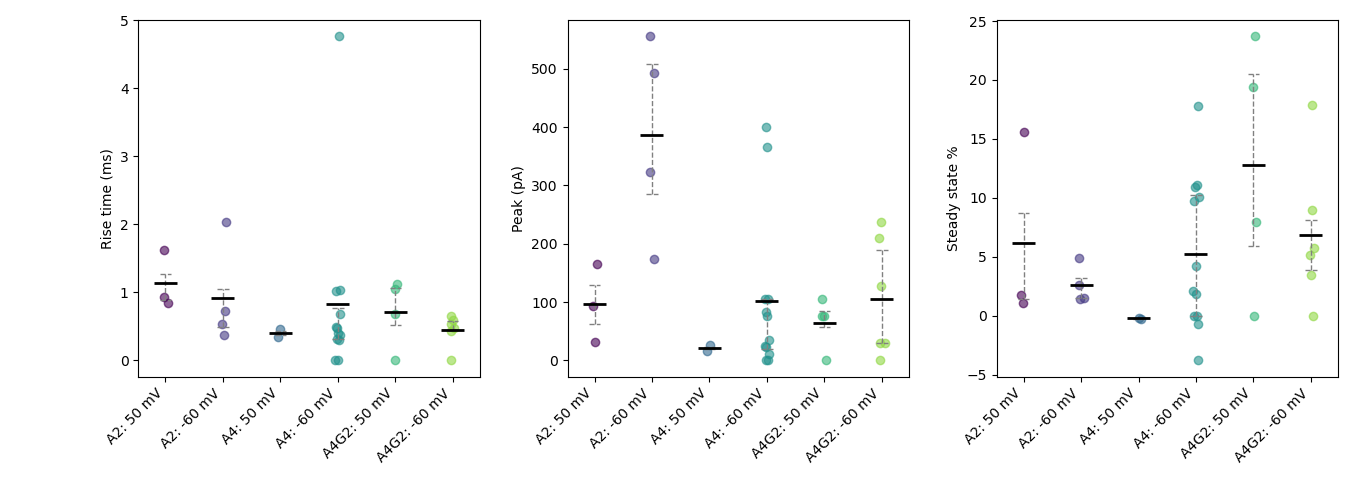 Rise time (ms)
5
4
3
2
1
0
A2: 50 mV
A2: -60 mV
A4: 50 mV
A4: -60 mV
A4G2: 50 mV
A4G2: -60 mV
Peak (pA)
500
400
300
200
100
0
A2: 50 mV
A2: -60 mV
A4: 50 mV
A4: -60 mV
A4G2: 50 mV
A4G2: -60 mV
Steady state %
25
20
15
10
5
0
−5
A2: 50 mV
A2: -60 mV
A4: 50 mV
A4: -60 mV
A4G2: 50 mV
A4G2: -60 mV